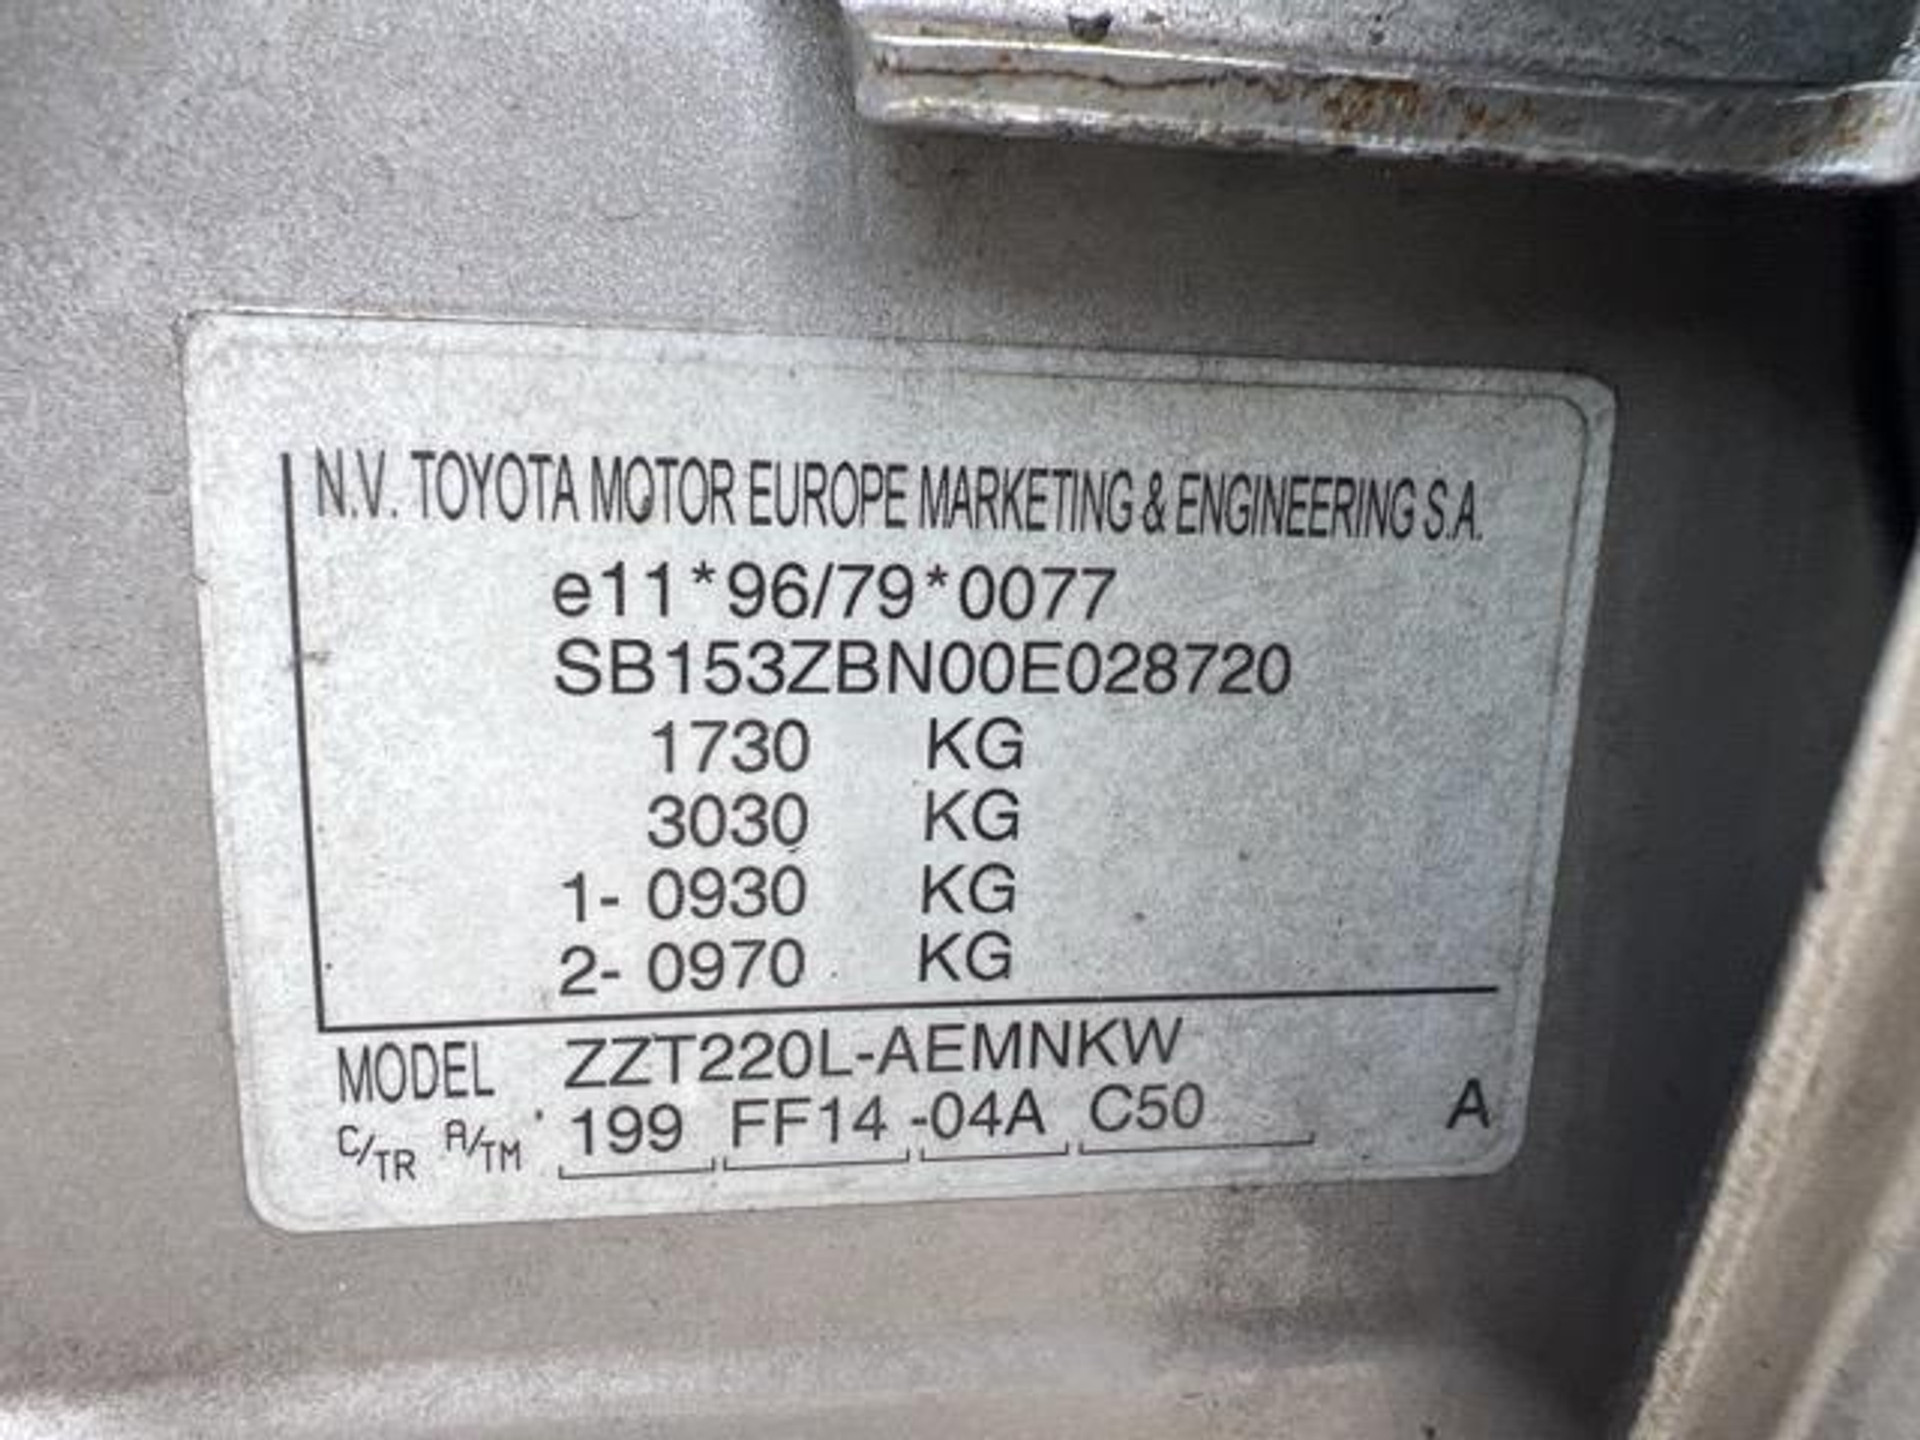 N.V. TOYOTA MOTOR EUROPE MARKETING & ENGINEERING S.A.
e11*96/79*0077
SB153ZBN00E028720
1730 KG
3030 KG
1- 0930 KG
2- 0970 KG
MODEL ZZT220L-AEMNKW
C/TR A/TM 199 FF14 -04A C50 A